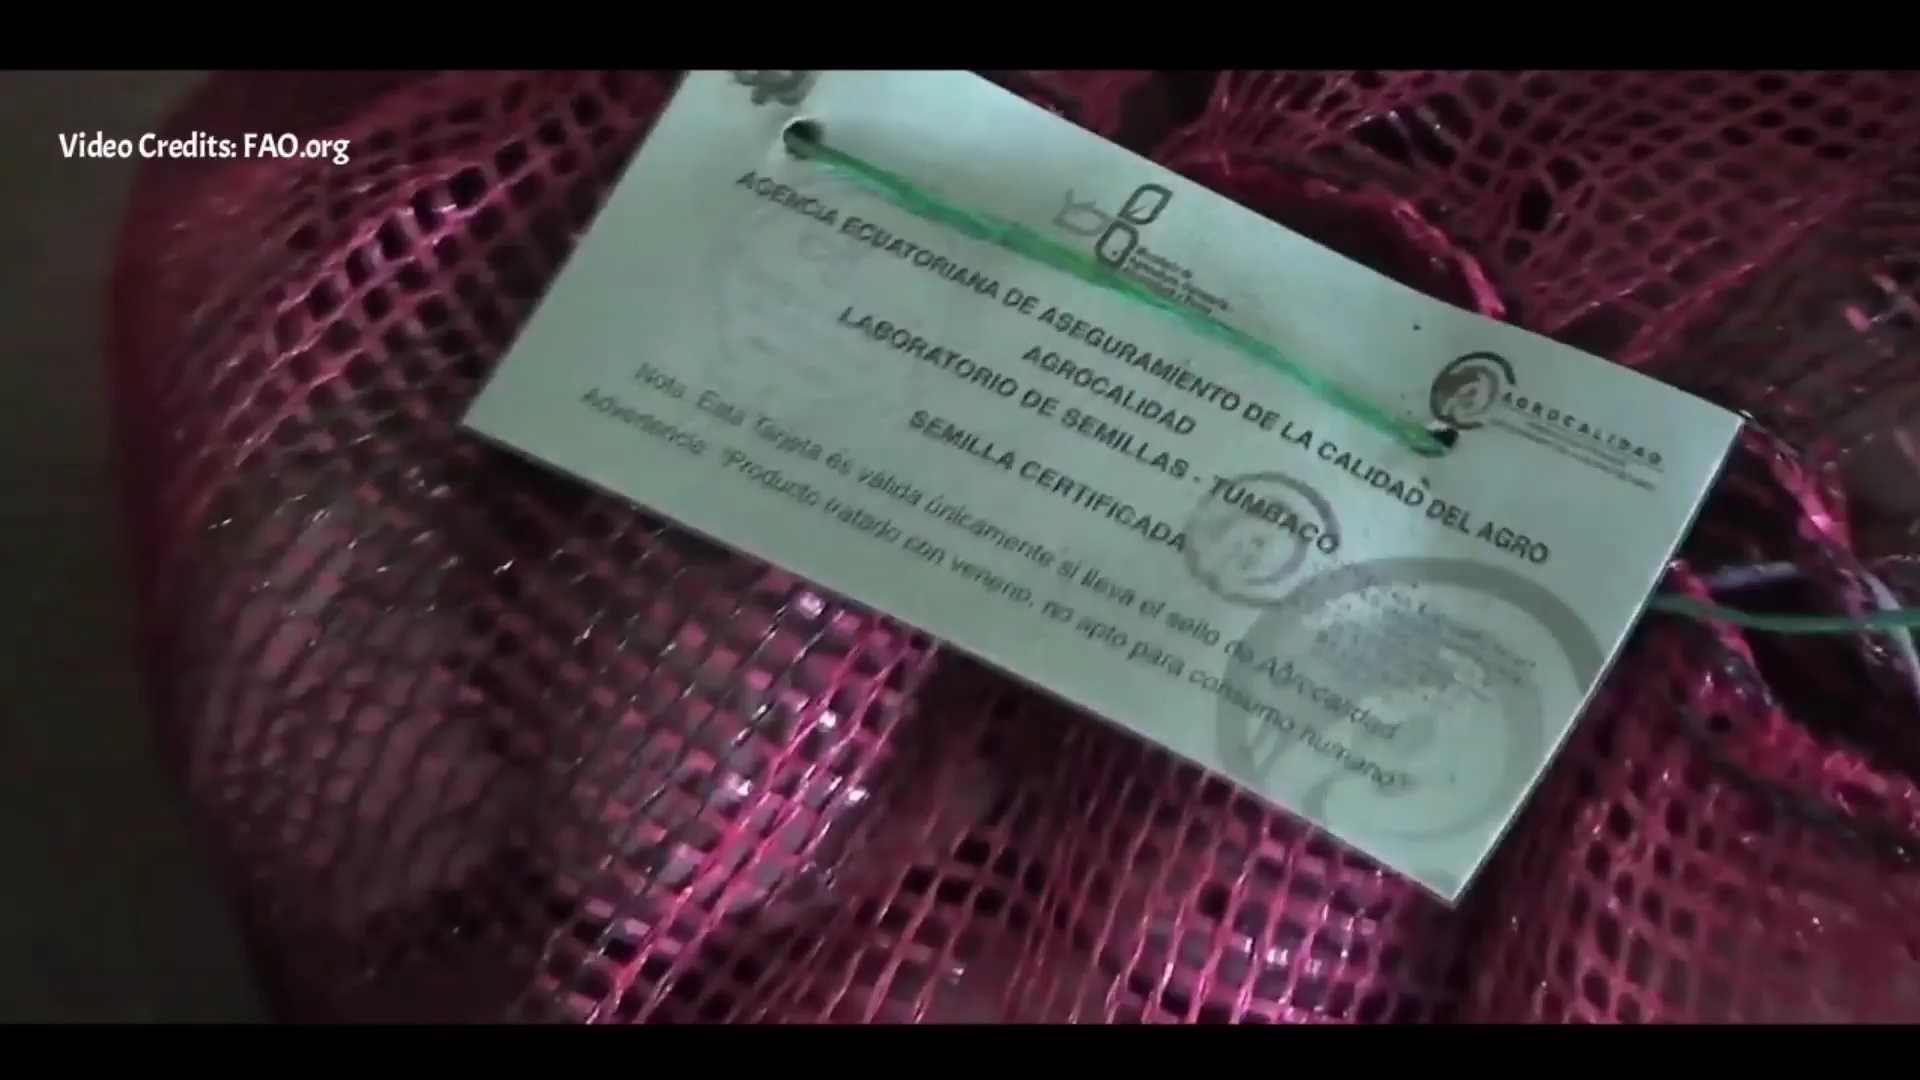 Video Credits: FAO.org
AGENCIA ECUATORIANA DE ASEGURAMIENTO DE LA CALIDAD DEL AGRO
AGROCALIDAD
LABORATORIO DE SEMILLAS - TUMBACO
SEMILLA CERTIFICADA
Nota: Esta Tarjeta es válida únicamente si lleva el sello de Agrocalidad
Advertencia: "Producto tratado con veneno, no apto para consumo humano"
AGROCALIDAD